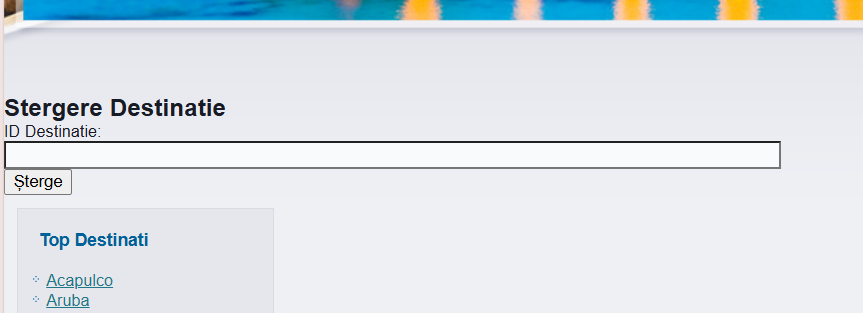 Stergere Destinatie
ID Destinatie:
Șterge
Top Destinati
Acapulco
Aruba